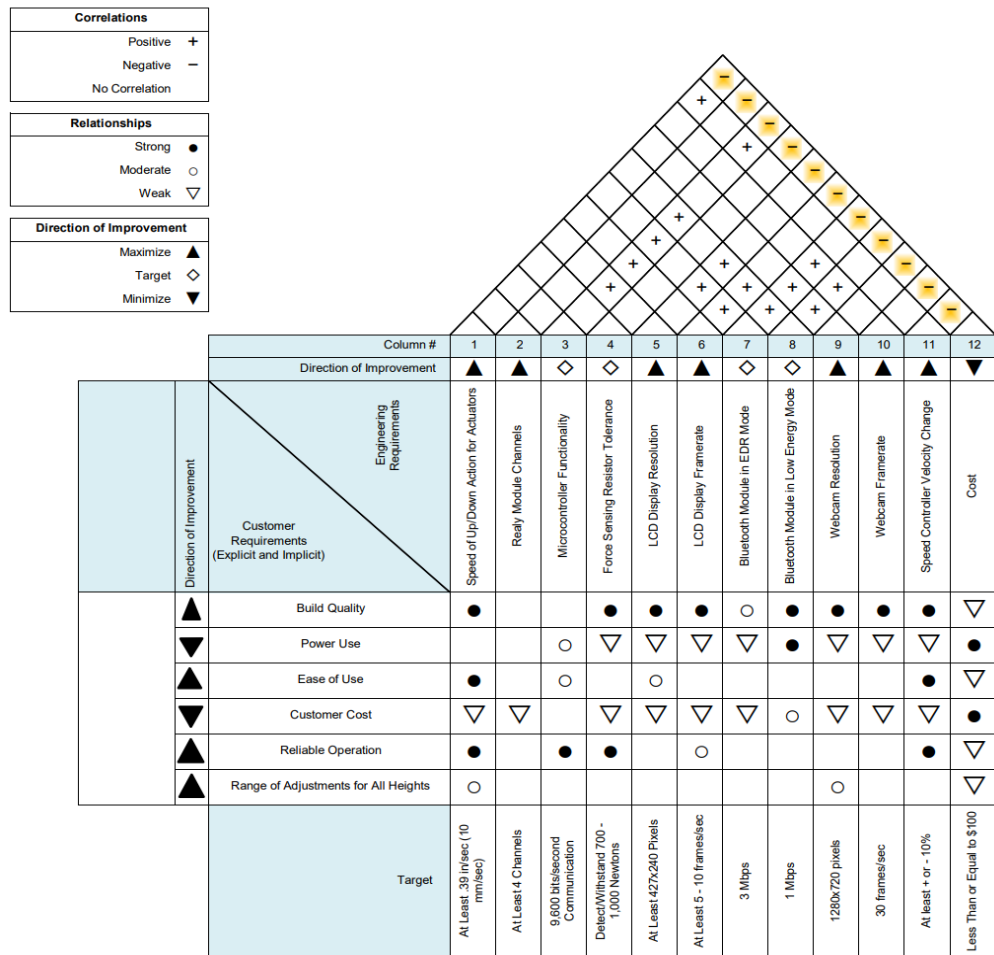 Correlations
Positive +
Negative −
No Correlation
Relationships
Strong ●
Moderate ○
Weak ▽
Direction of Improvement
Maximize ▲
Target ◇
Minimize ▼
Column # 1 2 3 4 5 6 7 8 9 10 11 12
Direction of Improvement ▲ ▲ ◇ ◇ ▲ ▲ ◇ ◇ ▲ ▲ ▲ ▼
Direction of Improvement
Engineering
Requirements
Customer
Requirements
(Explicit and Implicit)
Speed of Up/Down Action for Actuators
Realy Module Channels
Microcontroller Functionality
Force Sensing Resistor Tolerance
LCD Display Resolution
LCD Display Framerate
Bluetooth Module in EDR Mode
Bluetooth Module in Low Energy Mode
Webcam Resolution
Webcam Framerate
Speed Controller Velocity Change
Cost
Build Quality
Power Use
Ease of Use
Customer Cost
Reliable Operation
Range of Adjustments for All Heights
Target
At Least .39 in/sec (10
mm/sec)
At Least 4 Channels
9,600 bits/second
Communication
Detect/Withstand 700 -
1,000 Newtons
At Least 427x240 Pixels
At Least 5 - 10 frames/sec
3 Mbps
1 Mbps
1280x720 pixels
30 frames/sec
At least + or - 10%
Less Than or Equal to $100